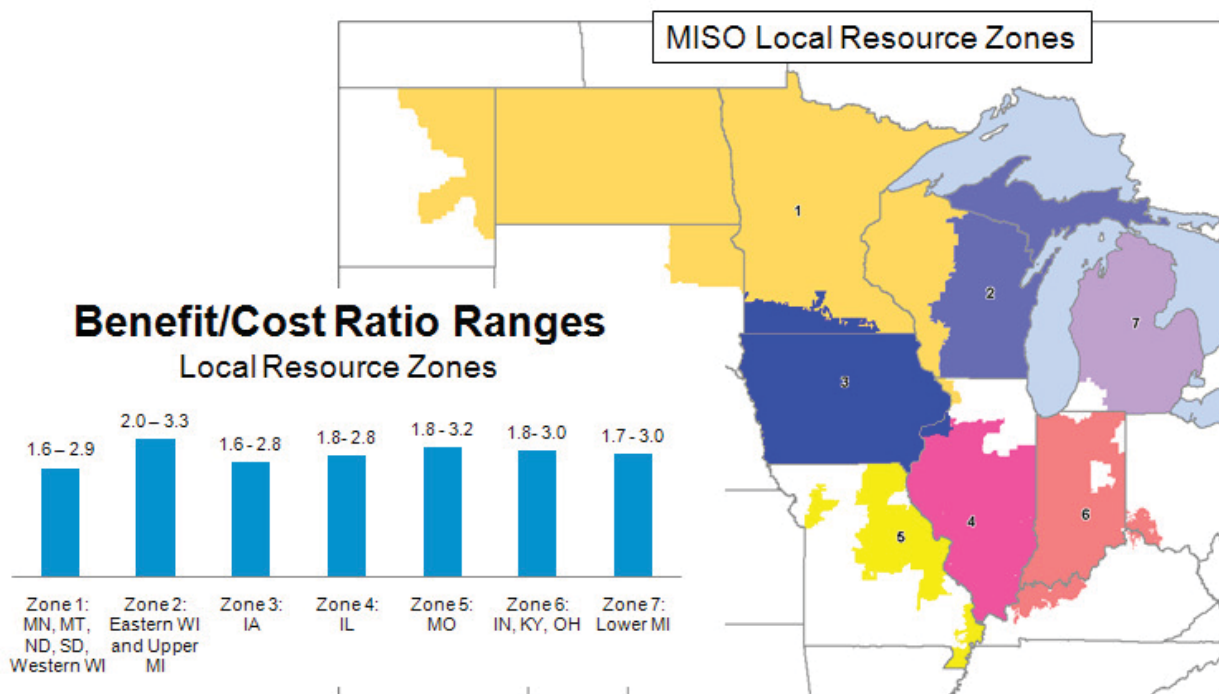 MISO Local Resource Zones
1
2
7
3
4
6
5
Benefit/Cost Ratio Ranges
Local Resource Zones
1.6 – 2.9
2.0 – 3.3
1.6 - 2.8
1.8- 2.8
1.8 - 3.2
1.8 - 3.0
1.7 - 3.0
Zone 1:
MN, MT,
ND, SD,
Western WI
Zone 2:
Eastern WI
and Upper
MI
Zone 3:
IA
Zone 4:
IL
Zone 5:
MO
Zone 6:
IN, KY, OH
Zone 7:
Lower MI